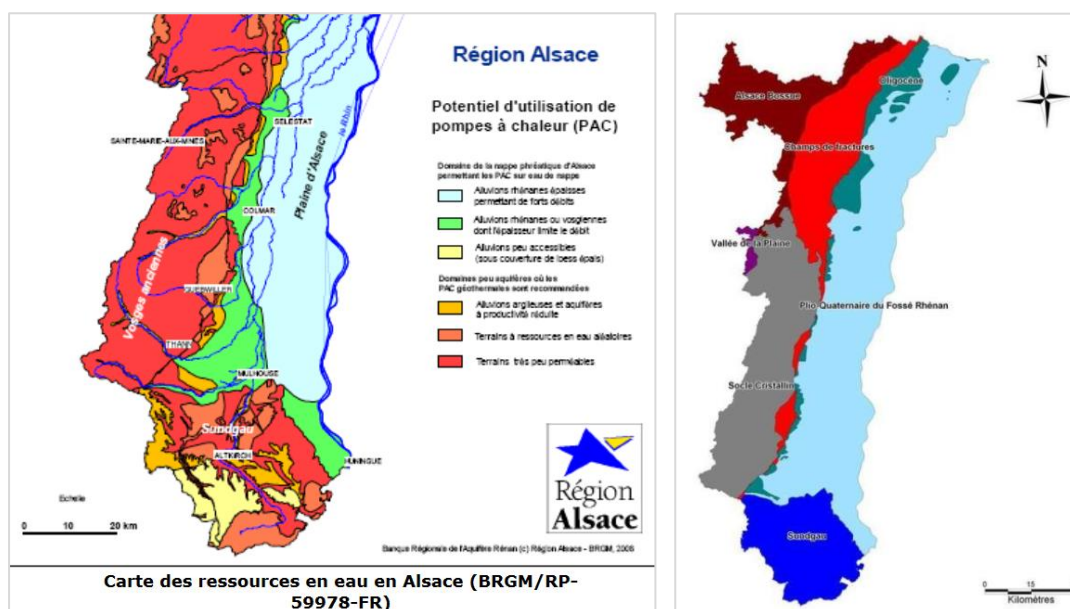 Région Alsace
Potentiel d'utilisation de
pompes à chaleur (PAC)
Domaine de la nappe phréatique d'Alsace
permettant les PAC sur eau de nappe
Alluvions rhénanes épaisses
permettant de forts débits
Alluvions rhénanes ou vosgiennes
dont l'épaisseur limite le débit
Alluvions peu accessibles
(sous couverture de loess épais)
Domaines peu aquifères où les
PAC géothermales sont recommandées
Alluvions argileuses et aquifères
à productivité réduite
Terrains à ressources en eau aléatoires
Terrains très peu perméables
SELESTAT
SAINTE-MARIE-AUX-MINES
le Rhin
Plaine d'Alsace
COLMAR
Vosges anciennes
GUEBWILLER
THANN
MULHOUSE
Sundgau
ALTKIRCH
HUNINGUE
Echelle
0 10 20 km
Région
Alsace
Banque Régionale de l'Aquifère Rénan (c) Région Alsace - BRGM, 2006
Carte des ressources en eau en Alsace (BRGM/RP-
59978-FR)
N
Oligocène
Alsace Bossue
Champs de fractures
Vallée de la Plaine
Plio-Quaternaire du Fossé Rhénan
Socle Cristallin
Sundgau
0 15
Kilomètres